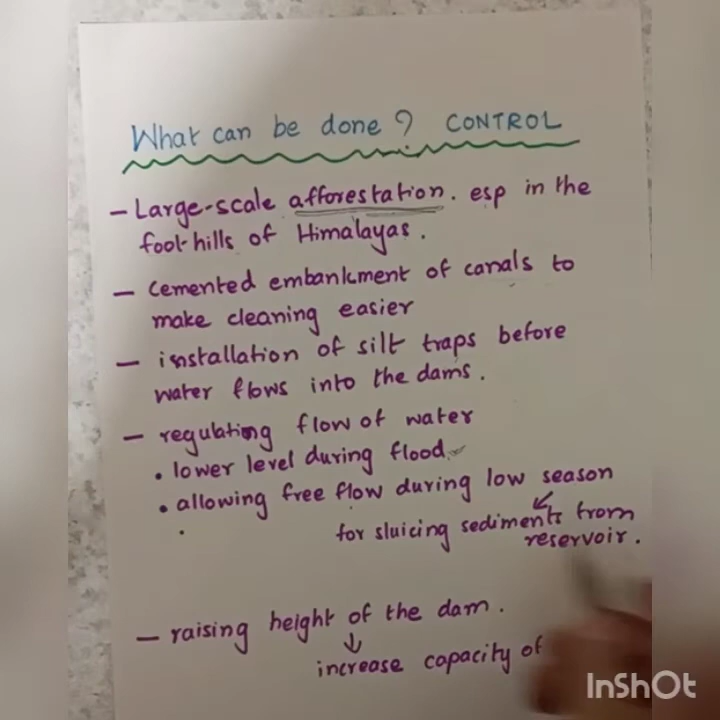 What can be done? CONTROL
- Large-scale afforestation. esp in the
foot-hills of Himalayas.
- cemented embankment of canals to
make cleaning easier
- installation of silt traps before
water flows into the dams.
- regulating flow of water
• lower level during flood
• allowing free flow during low season
•
for sluicing sediments from
reservoir.
- raising height of the dam.
↓
increase capacity of
InShOt